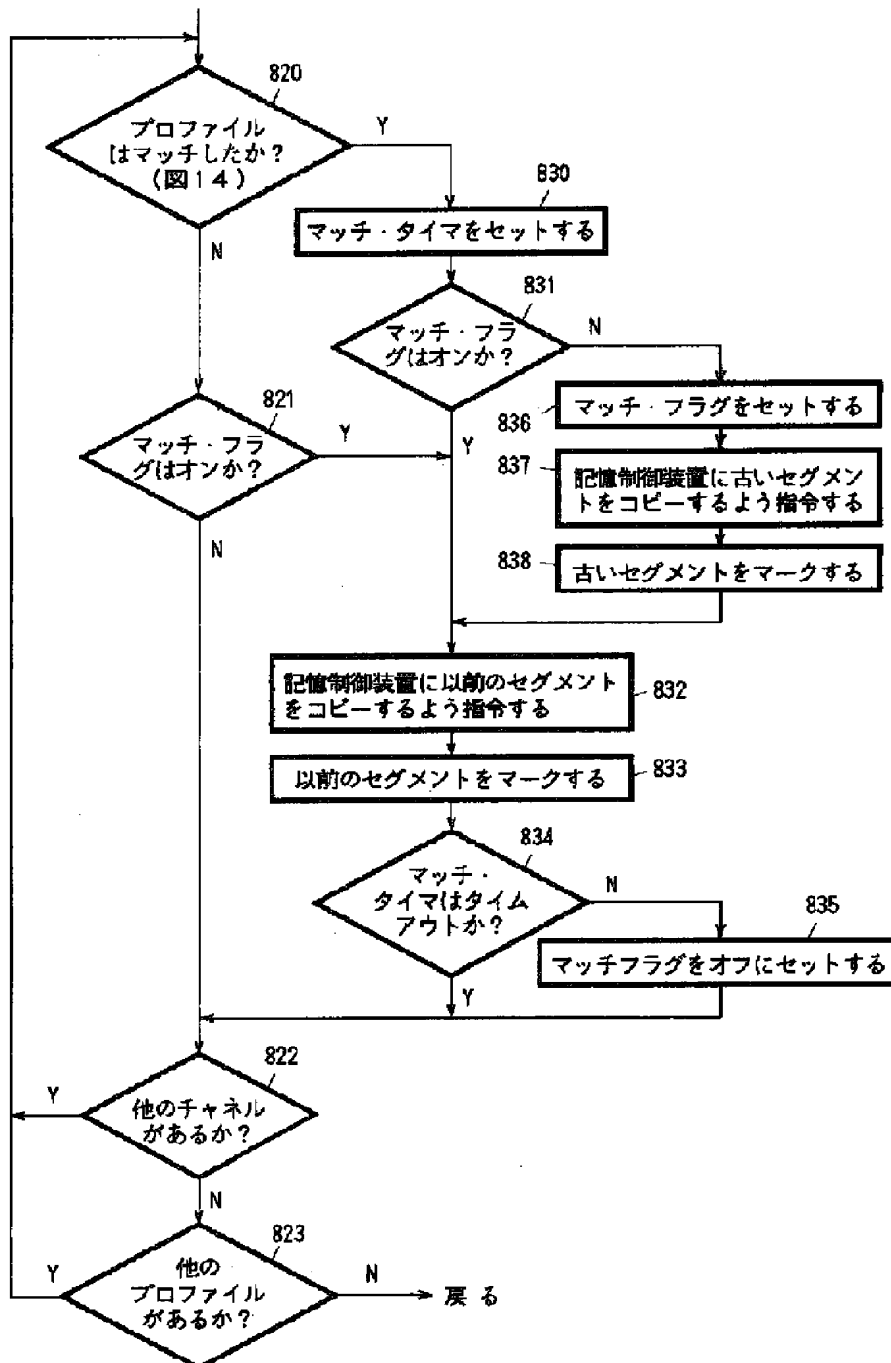 820
プロファイル
はマッチしたか？
（図１４）
Y
N
830
マッチ・タイマをセットする
831
マッチ・フラ
グはオンか？
N
Y
821
マッチ・フラ
グはオンか？
Y
N
836
マッチ・フラグをセットする
837
記憶制御装置に古いセグメン
トをコピーするよう指令する
838
古いセグメントをマークする
記憶制御装置に以前のセグメント
をコピーするよう指令する
832
以前のセグメントをマークする
833
834
マッチ・
タイマはタイム
アウトか？
N
Y
835
マッチフラグをオフにセットする
822
他のチャネル
があるか？
Y
N
823
他の
プロファイル
があるか？
Y
N
戻る